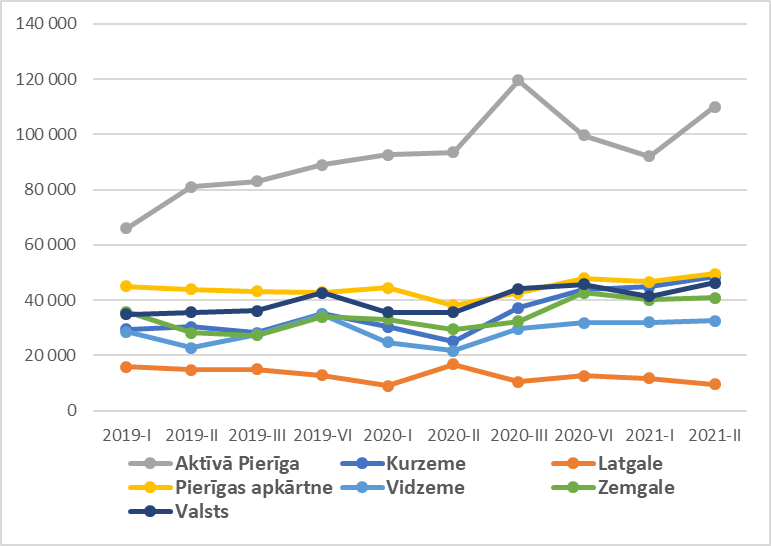 140 000
120 000
100 000
80 000
60 000
40 000
20 000
0
2019-I 2019-II 2019-III 2019-VI 2020-I 2020-II 2020-III 2020-VI 2021-I 2021-II
Aktīvā Pierīga Kurzeme Latgale
Pierīgas apkārtne Vidzeme Zemgale
Valsts